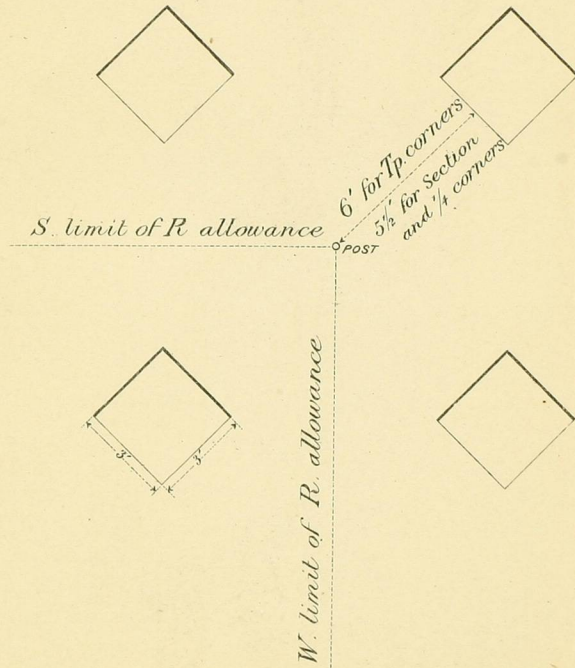 6' for Tp. corners
5½' for Section
and ¼ corners
S. limit of R allowance
POST
W. limit of R. allowance
3'
3'